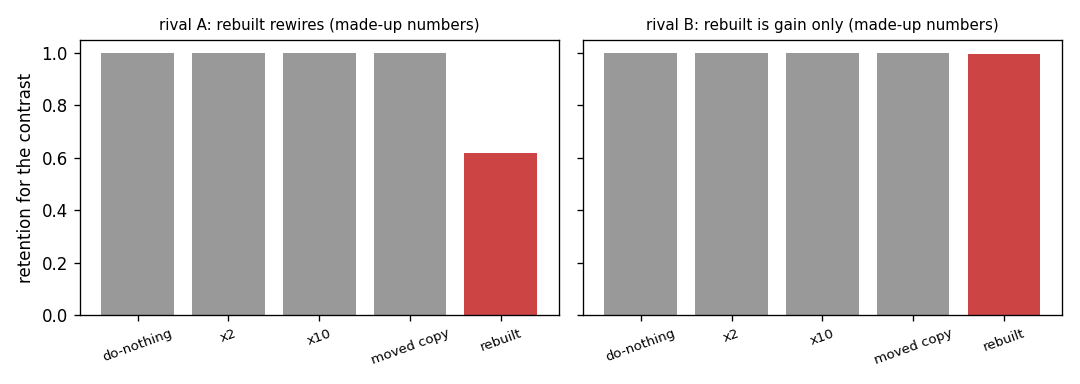 rival A: rebuilt rewires (made-up numbers)
rival B: rebuilt is gain only (made-up numbers)
retention for the contrast
1.0
0.8
0.6
0.4
0.2
0.0
do-nothing
x2
x10
moved copy
rebuilt
do-nothing
x2
x10
moved copy
rebuilt